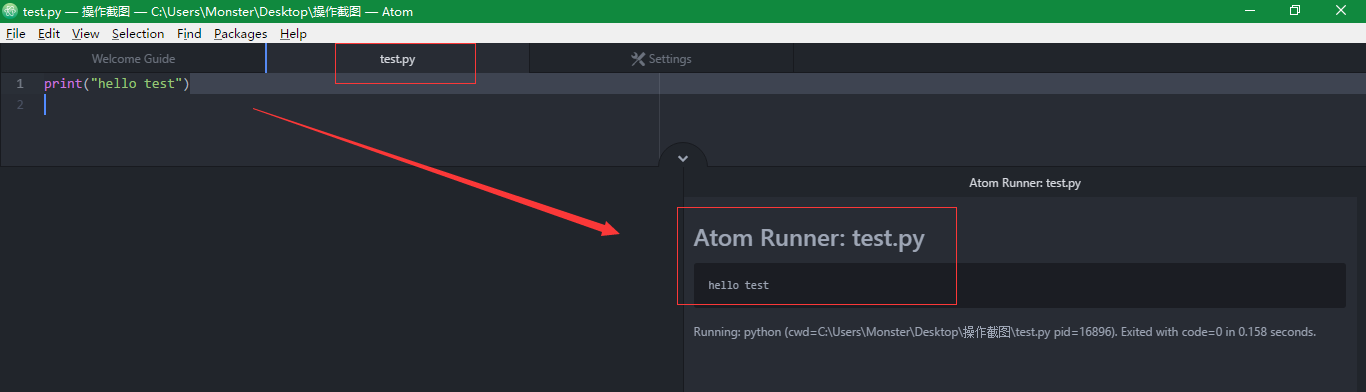 test.py — 操作截图 — C:\Users\Monster\Desktop\操作截图 — Atom
File Edit View Selection Find Packages Help
Welcome Guide test.py Settings
1 print("hello test")
2
Atom Runner: test.py
Atom Runner: test.py
hello test
Running: python (cwd=C:\Users\Monster\Desktop\操作截图\test.py pid=16896). Exited with code=0 in 0.158 seconds.